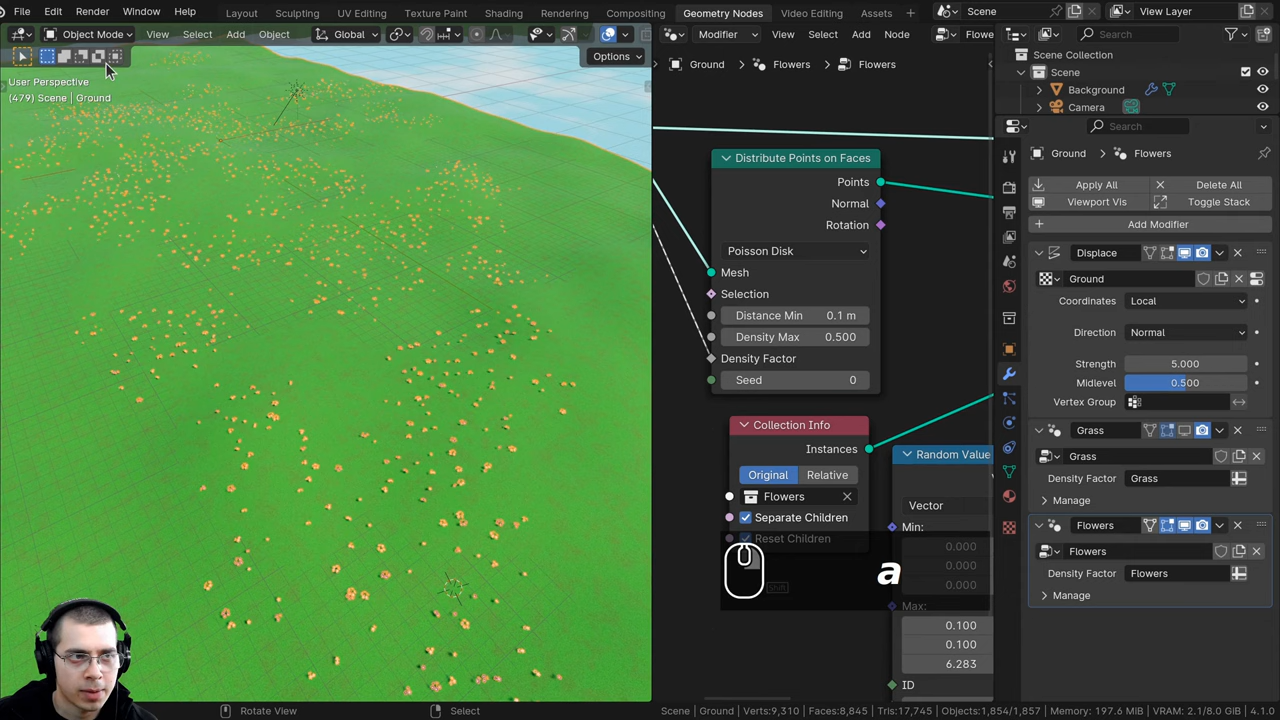 File Edit Render Window Help Layout Sculpting UV Editing Texture Paint Shading Rendering Compositing Geometry Nodes Video Editing Assets Scene View Layer
Object Mode View Select Add Object Global Modifier View Select Add Node Flowe Search
Options
User Perspective
(479) Scene | Ground
Ground > Flowers > Flowers
Scene Collection
Scene
Background
Camera
Search
Ground > Flowers
Apply All Delete All
Viewport Vis Toggle Stack
Add Modifier
Displace
Ground
Coordinates Local
Direction Normal
Strength 5.000
Midlevel 0.500
Vertex Group
Grass
Grass
Density Factor Grass
Manage
Flowers
Flowers
Density Factor Flowers
Manage
Distribute Points on Faces
Points
Normal
Rotation
Poisson Disk
Mesh
Selection
Distance Min 0.1 m
Density Max 0.500
Density Factor
Seed 0
Collection Info
Instances
Original Relative
Flowers
Separate Children
Reset Children
Random Value
Vector
Min:
0.000
0.000
0.000
Max:
0.100
0.100
6.283
ID
Shift
a
Rotate View Select Scene | Ground | Verts:9,310 | Faces:8,845 | Tris:17,745 | Objects:1,854/1,857 | Memory: 197.6 MiB | VRAM: 2.1/8.0 GiB | 4.1.0